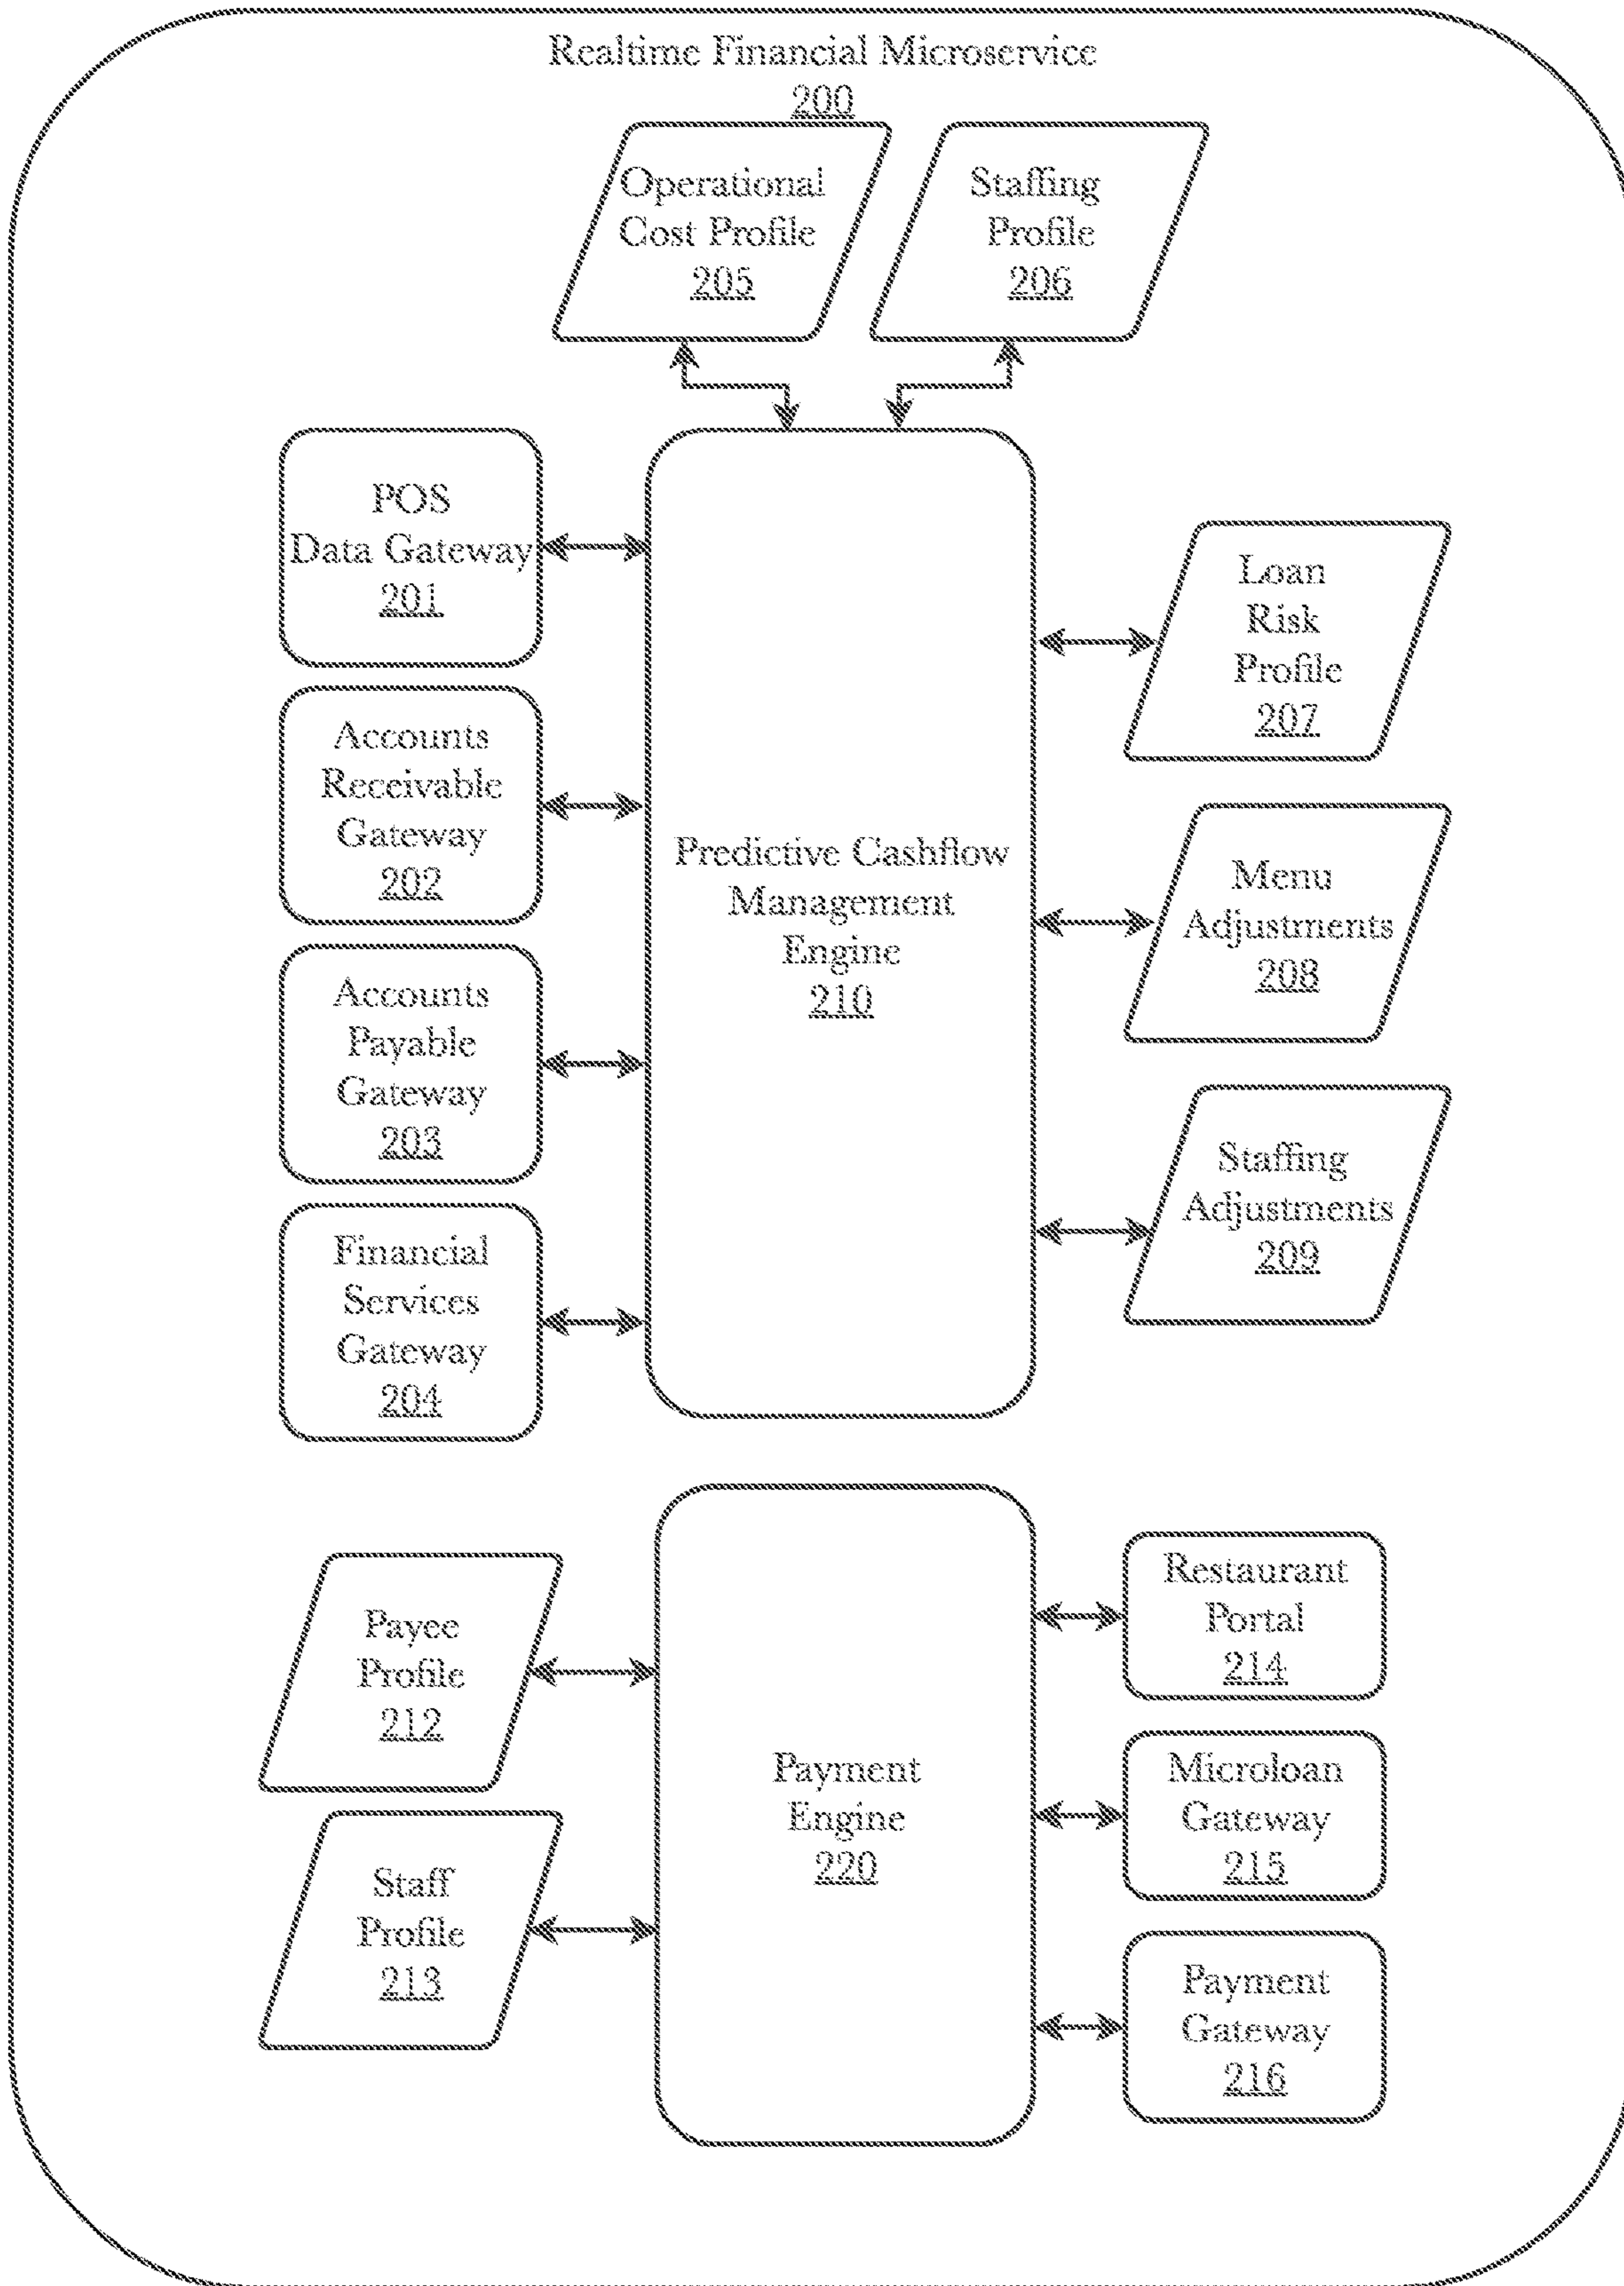 Realtime Financial Microservice
200
Operational
Cost Profile
205
Staffing
Profile
206
POS
Data Gateway
201
Accounts
Receivable
Gateway
202
Accounts
Payable
Gateway
203
Financial
Services
Gateway
204
Predictive Cashflow
Management
Engine
210
Loan
Risk
Profile
207
Menu
Adjustments
208
Staffing
Adjustments
209
Payee
Profile
212
Staff
Profile
213
Payment
Engine
220
Restaurant
Portal
214
Microloan
Gateway
215
Payment
Gateway
216